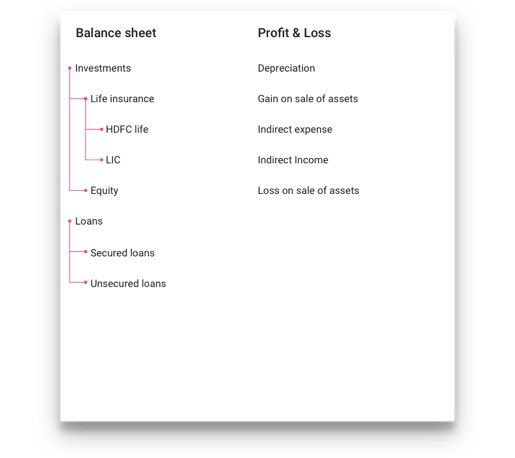 Balance sheet
Investments
Life insurance
HDFC life
LIC
Equity
Loans
Secured loans
Unsecured loans
Profit & Loss
Depreciation
Gain on sale of assets
Indirect expense
Indirect Income
Loss on sale of assets